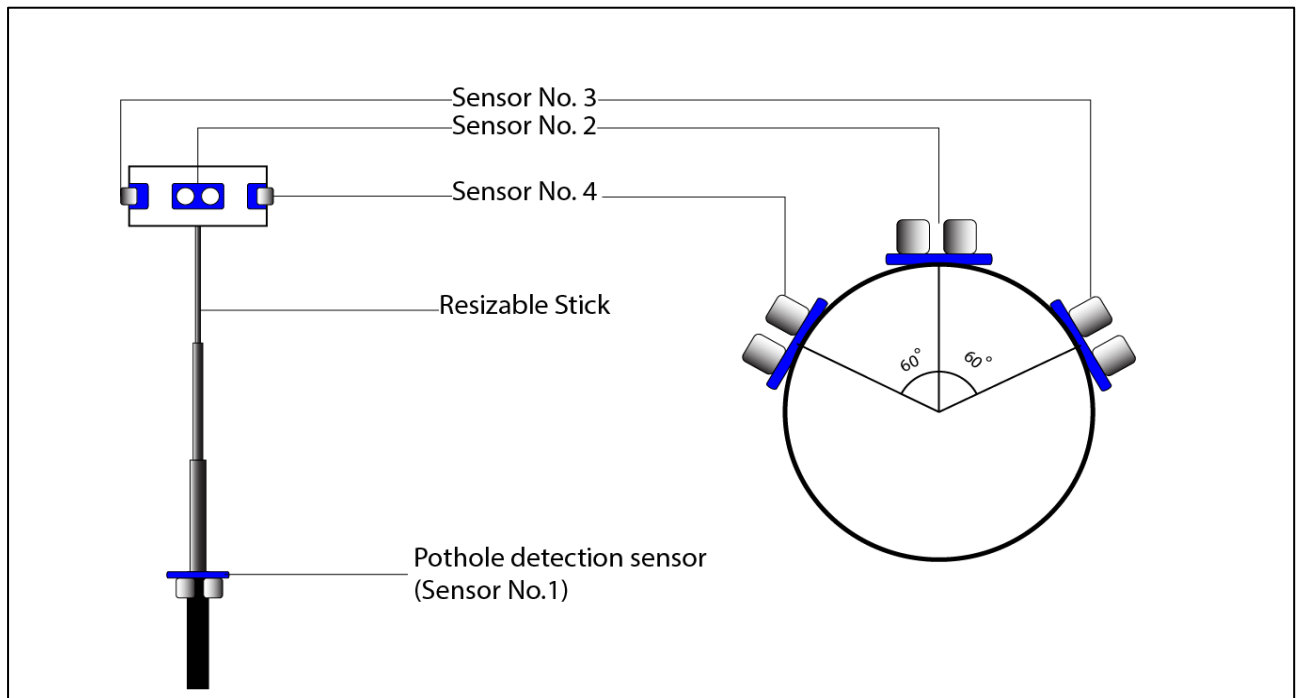 Sensor No. 3
Sensor No. 2
Sensor No. 4
Resizable Stick
60°
60°
Pothole detection sensor
(Sensor No.1)